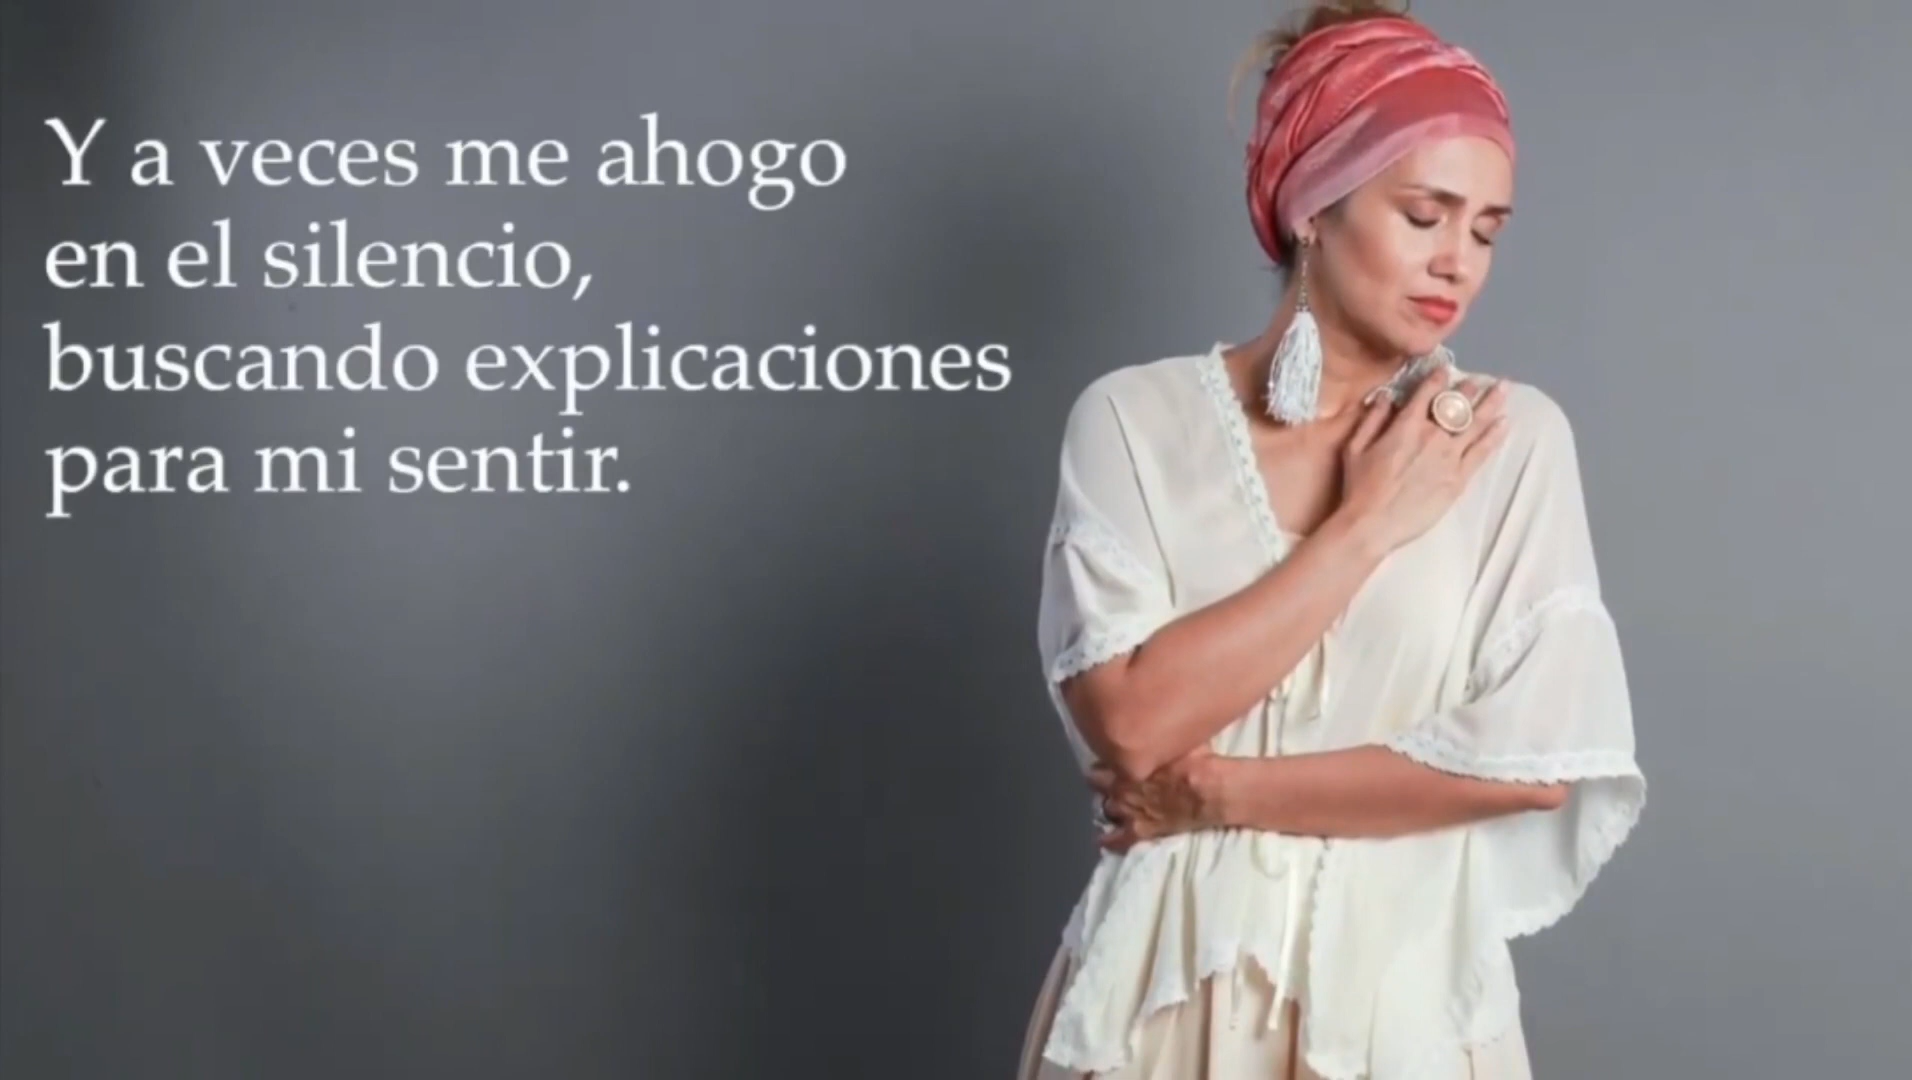 Y a veces me ahogo
en el silencio,
buscando explicaciones
para mi sentir.